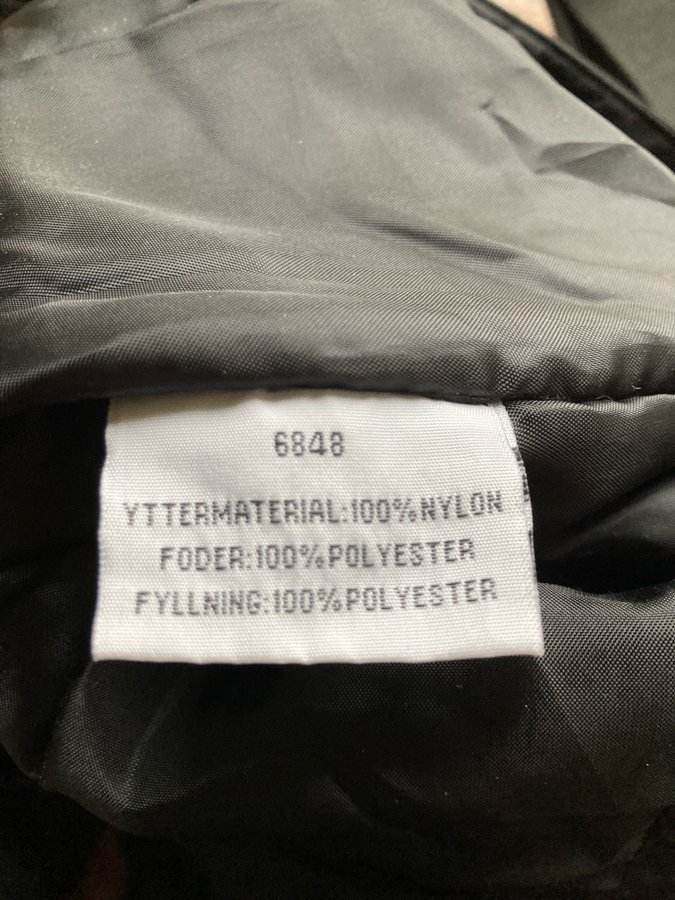 6848
YTTERMATERIAL:100%NYLON
FODER:100%POLYESTER
FYLLNING:100%POLYESTER